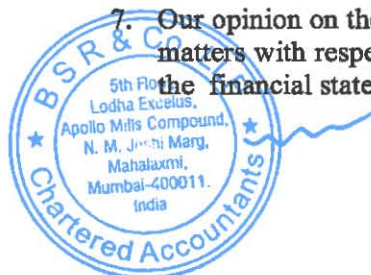 7. Our opinion on the
matters with respe
the financial state
B S R & Co.
5th Floor,
Lodha Excelus,
Apollo Mills Compound,
N. M. Joshi Marg,
Mahalaxmi,
Mumbai-400011.
India
Chartered Accountants